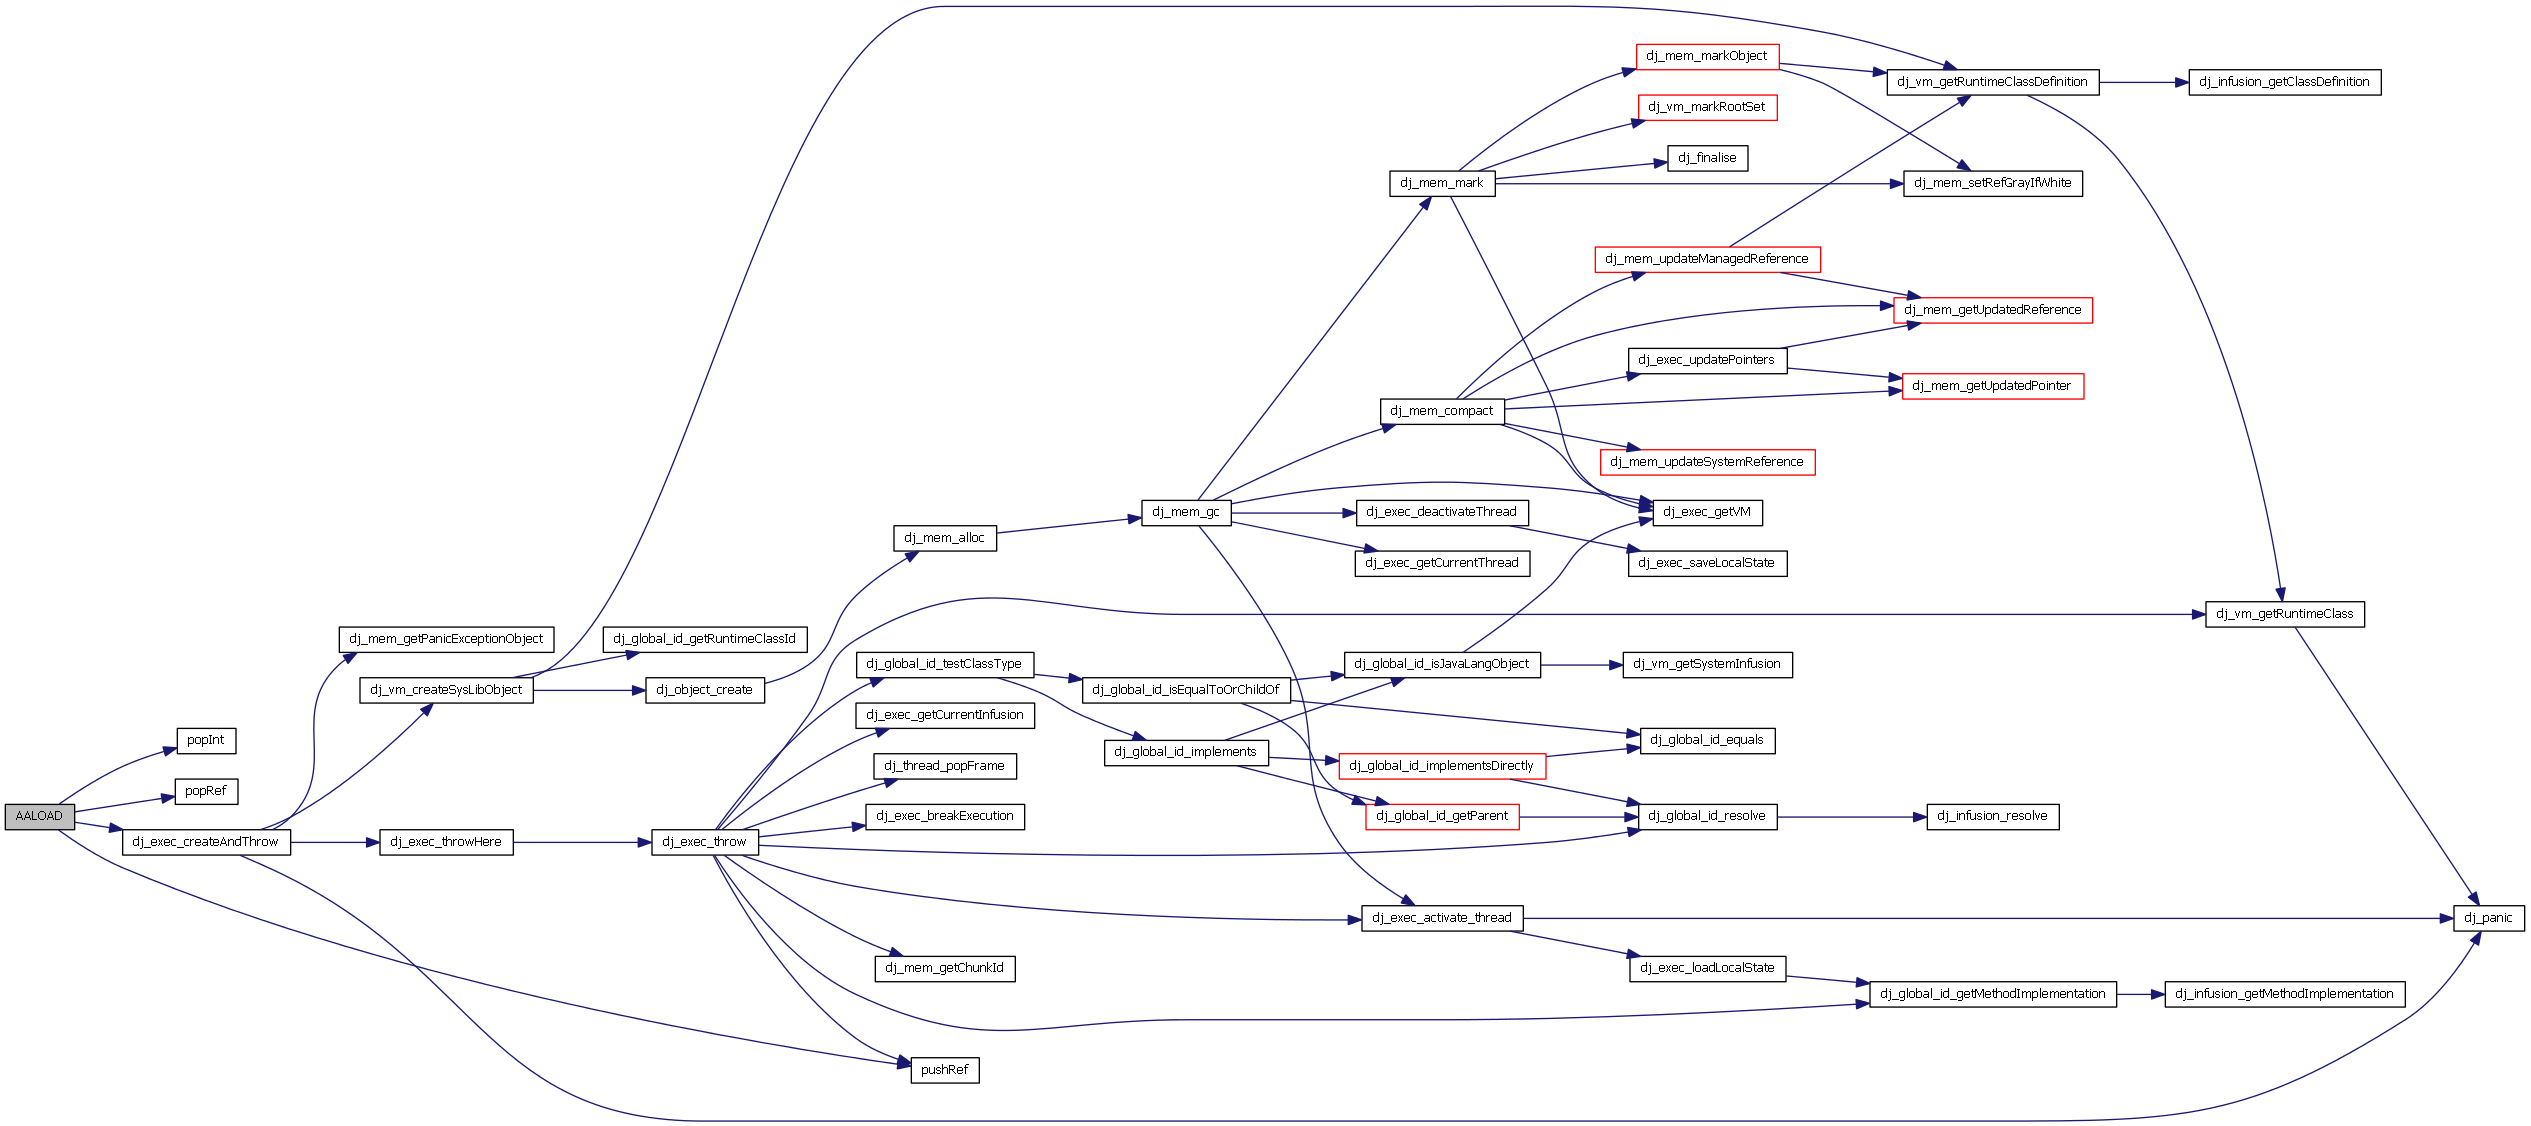 dj_mem_markObject
dj_vm_getRuntimeClassDefinition
dj_infusion_getClassDefinition
dj_vm_markRootSet
dj_finalise
dj_mem_mark
dj_mem_setRefGrayIfWhite
dj_mem_updateManagedReference
dj_mem_getUpdatedReference
dj_exec_updatePointers
dj_mem_getUpdatedPointer
dj_mem_compact
dj_mem_updateSystemReference
dj_mem_gc
dj_exec_deactivateThread
dj_exec_getVM
dj_mem_alloc
dj_exec_getCurrentThread
dj_exec_saveLocalState
dj_vm_getRuntimeClass
dj_mem_getPanicExceptionObject
dj_global_id_getRuntimeClassId
dj_global_id_testClassType
dj_global_id_isJavaLangObject
dj_vm_getSystemInfusion
dj_vm_createSysLibObject
dj_object_create
dj_global_id_isEqualToOrChildOf
dj_exec_getCurrentInfusion
popInt
dj_global_id_equals
dj_global_id_implements
dj_thread_popFrame
dj_global_id_implementsDirectly
popRef
AALOAD
dj_exec_breakExecution
dj_global_id_getParent
dj_global_id_resolve
dj_infusion_resolve
dj_exec_createAndThrow
dj_exec_throwHere
dj_exec_throw
dj_exec_activate_thread
dj_panic
dj_mem_getChunkId
dj_exec_loadLocalState
dj_global_id_getMethodImplementation
dj_infusion_getMethodImplementation
pushRef